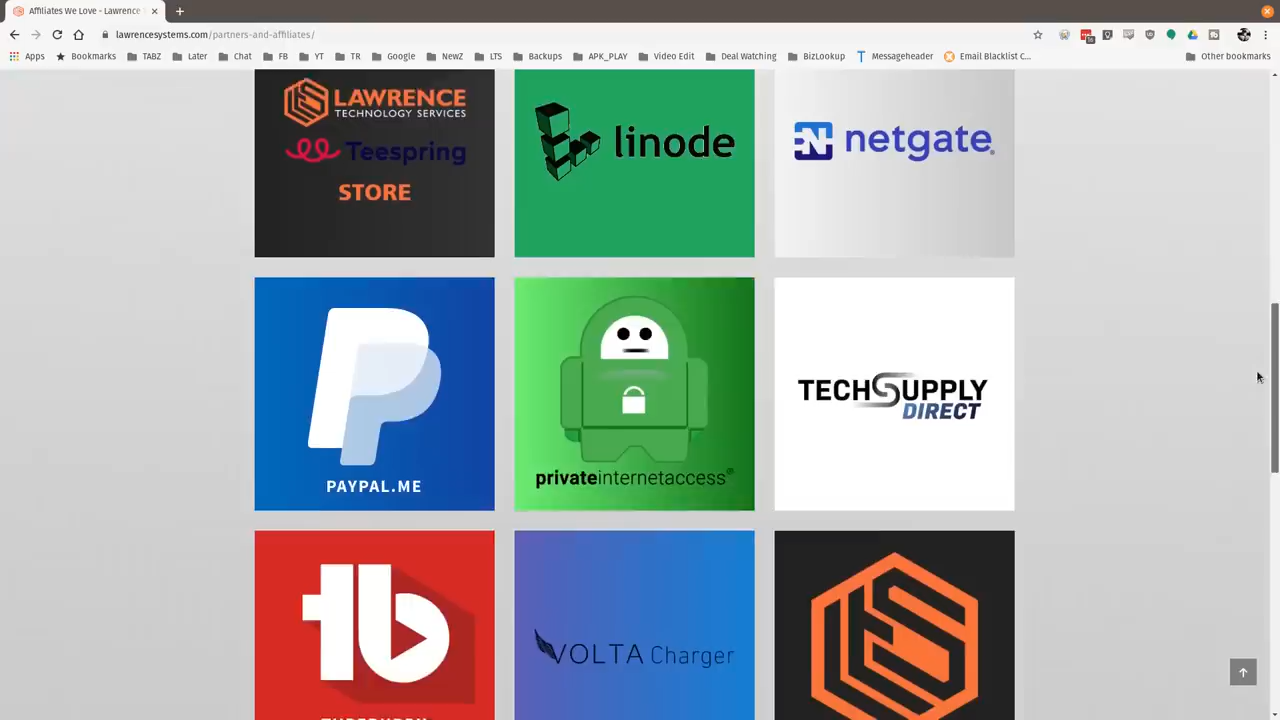 Affiliates We Love - Lawrence
lawrencesystems.com/partners-and-affiliates/
Apps Bookmarks TABZ Later Chat FB YT TR Google NewZ LTS Backups APK_PLAY Video Edit Deal Watching BizLookup Messageheader Email Blacklist C... Other bookmarks
LAWRENCE
TECHNOLOGY SERVICES
Teespring
STORE
linode
netgate®
PAYPAL.ME
privateinternetaccess®
TECHSUPPLY
DIRECT
VOLTA Charger